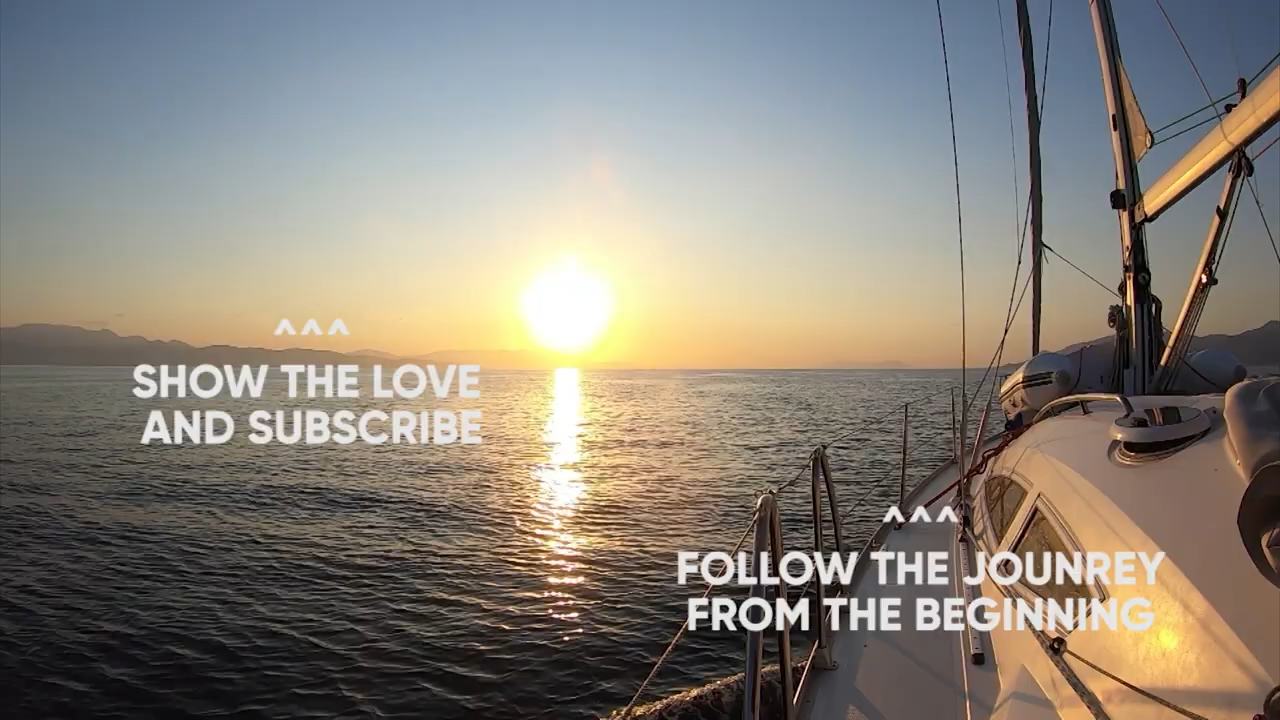 ^^^
SHOW THE LOVE
AND SUBSCRIBE
^^^
FOLLOW THE JOUNREY
FROM THE BEGINNING